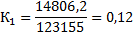 К₁ = 14806,2 / 123155 = 0,12